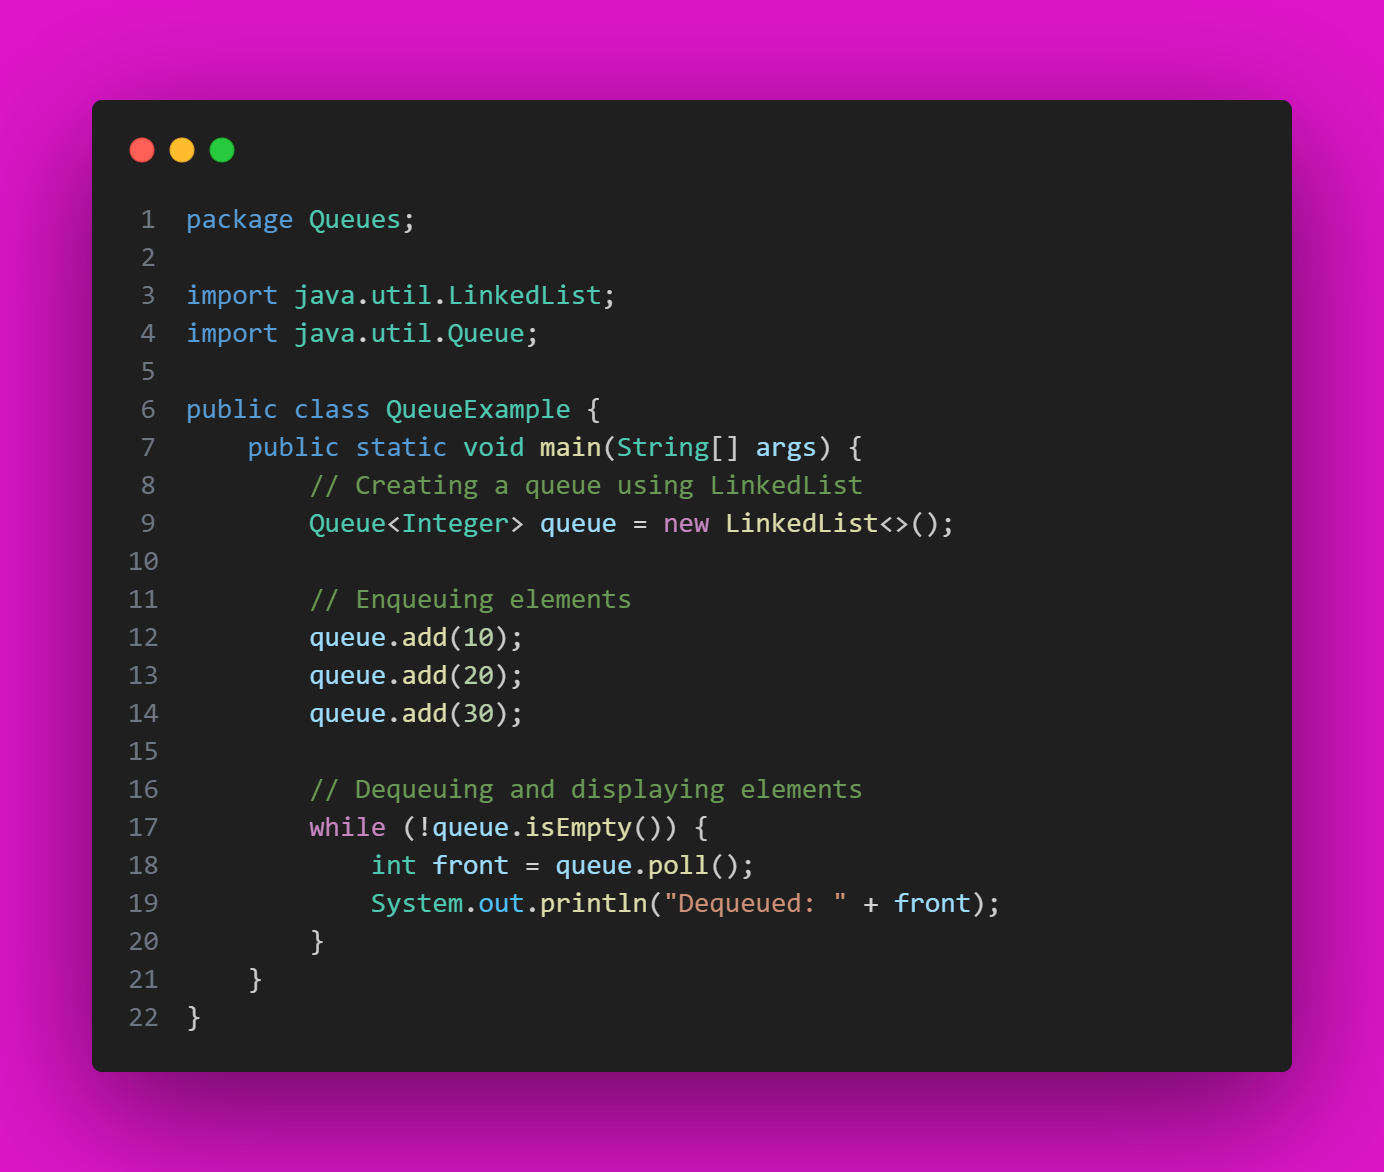 1 package Queues;
2
3 import java.util.LinkedList;
4 import java.util.Queue;
5
6 public class QueueExample {
7     public static void main(String[] args) {
8         // Creating a queue using LinkedList
9         Queue<Integer> queue = new LinkedList<>();
10
11         // Enqueuing elements
12         queue.add(10);
13         queue.add(20);
14         queue.add(30);
15
16         // Dequeuing and displaying elements
17         while (!queue.isEmpty()) {
18             int front = queue.poll();
19             System.out.println("Dequeued: " + front);
20         }
21     }
22 }